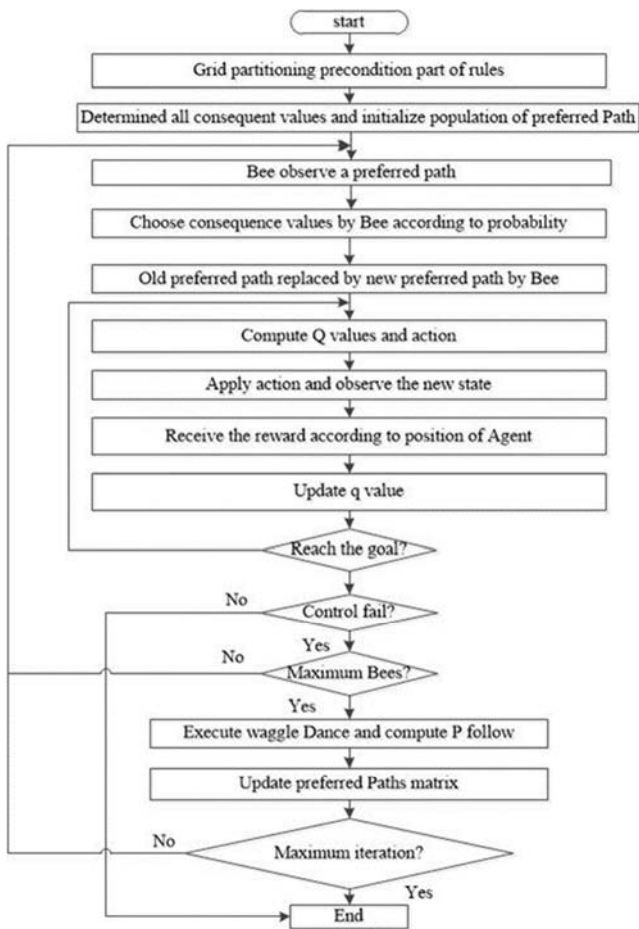 start
Grid partitioning precondition part of rules
Determined all consequent values and initialize population of preferred Path
Bee observe a preferred path
Choose consequence values by Bee according to probability
Old preferred path replaced by new preferred path by Bee
Compute Q values and action
Apply action and observe the new state
Receive the reward according to position of Agent
Update q value
Reach the goal?
No
Control fail?
Yes
No
Maximum Bees?
Yes
Execute waggle Dance and compute P follow
Update preferred Paths matrix
No
Maximum iteration?
Yes
End